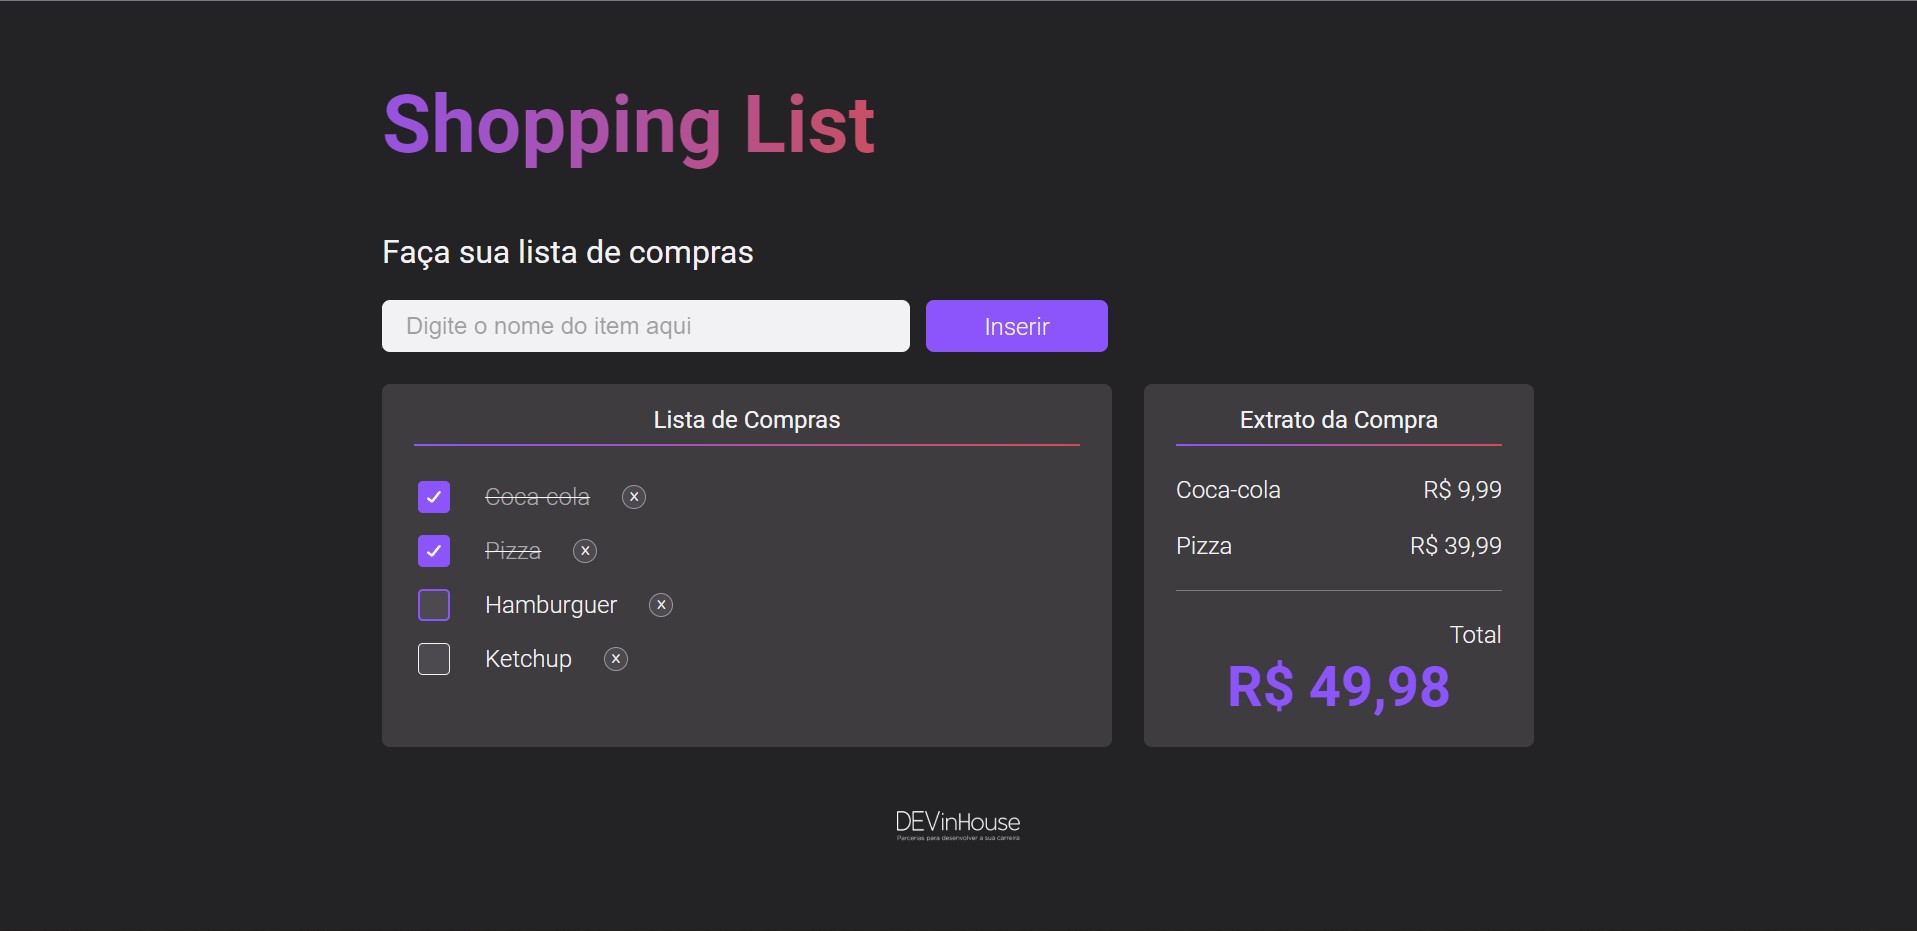 Shopping List
Faça sua lista de compras
Digite o nome do item aqui
Inserir
Lista de Compras
Coca-cola x
Pizza x
Hamburguer x
Ketchup x
Extrato da Compra
Coca-cola R$ 9,99
Pizza R$ 39,99
Total
R$ 49,98
DEVinHouse
Parcerias para desenvolver a sua carreira